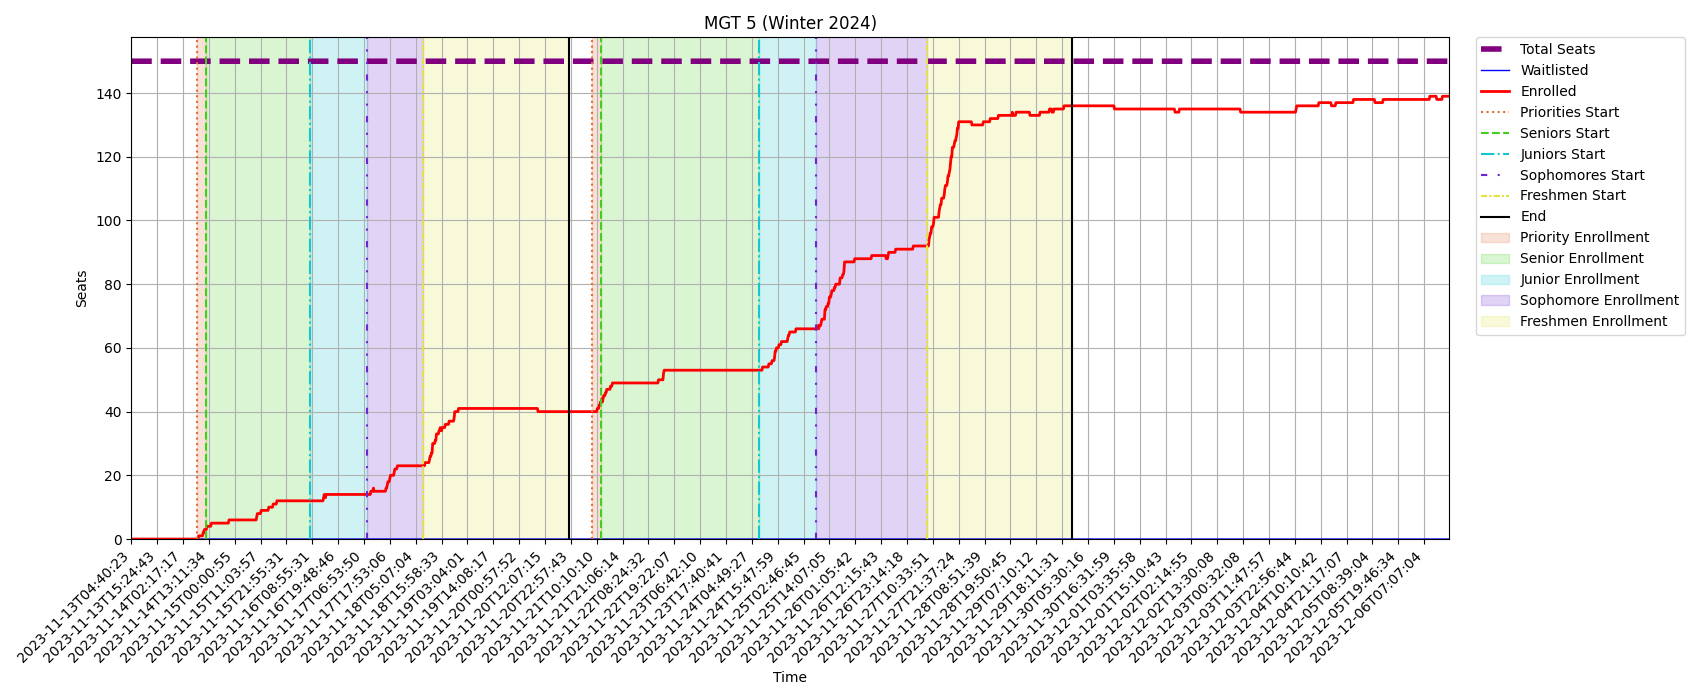 MGT 5 (Winter 2024)
Seats
140
120
100
80
60
40
20
0
2023-11-13T04:40:23
2023-11-13T15:24:43
2023-11-14T02:17:17
2023-11-14T13:11:34
2023-11-15T00:00:55
2023-11-15T11:03:57
2023-11-15T21:55:31
2023-11-16T08:55:31
2023-11-16T19:48:46
2023-11-17T06:53:50
2023-11-17T17:53:06
2023-11-18T05:07:04
2023-11-18T15:58:33
2023-11-19T03:04:01
2023-11-19T14:08:17
2023-11-20T00:57:52
2023-11-20T12:07:15
2023-11-20T22:57:43
2023-11-21T10:10:10
2023-11-21T21:06:14
2023-11-22T08:24:32
2023-11-22T19:22:07
2023-11-23T06:42:10
2023-11-23T17:40:41
2023-11-24T04:49:27
2023-11-24T15:47:59
2023-11-25T02:46:45
2023-11-25T14:07:05
2023-11-26T01:05:42
2023-11-26T12:15:43
2023-11-26T23:14:18
2023-11-27T10:33:51
2023-11-27T21:37:24
2023-11-28T08:51:39
2023-11-28T19:50:45
2023-11-29T07:10:12
2023-11-29T18:11:31
2023-11-30T05:30:16
2023-11-30T16:31:59
2023-12-01T03:35:58
2023-12-01T15:10:43
2023-12-02T02:14:55
2023-12-02T13:30:08
2023-12-03T00:32:08
2023-12-03T11:47:57
2023-12-03T22:56:44
2023-12-04T10:10:42
2023-12-04T21:17:07
2023-12-05T08:39:04
2023-12-05T19:46:34
2023-12-06T07:07:04
Time
Total Seats
Waitlisted
Enrolled
Priorities Start
Seniors Start
Juniors Start
Sophomores Start
Freshmen Start
End
Priority Enrollment
Senior Enrollment
Junior Enrollment
Sophomore Enrollment
Freshmen Enrollment